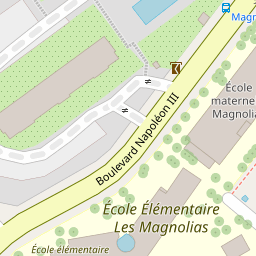 Magn
École
materne
Magnolia
Boulevard Napoléon III
École Élémentaire
Les Magnolias
École élémentaire